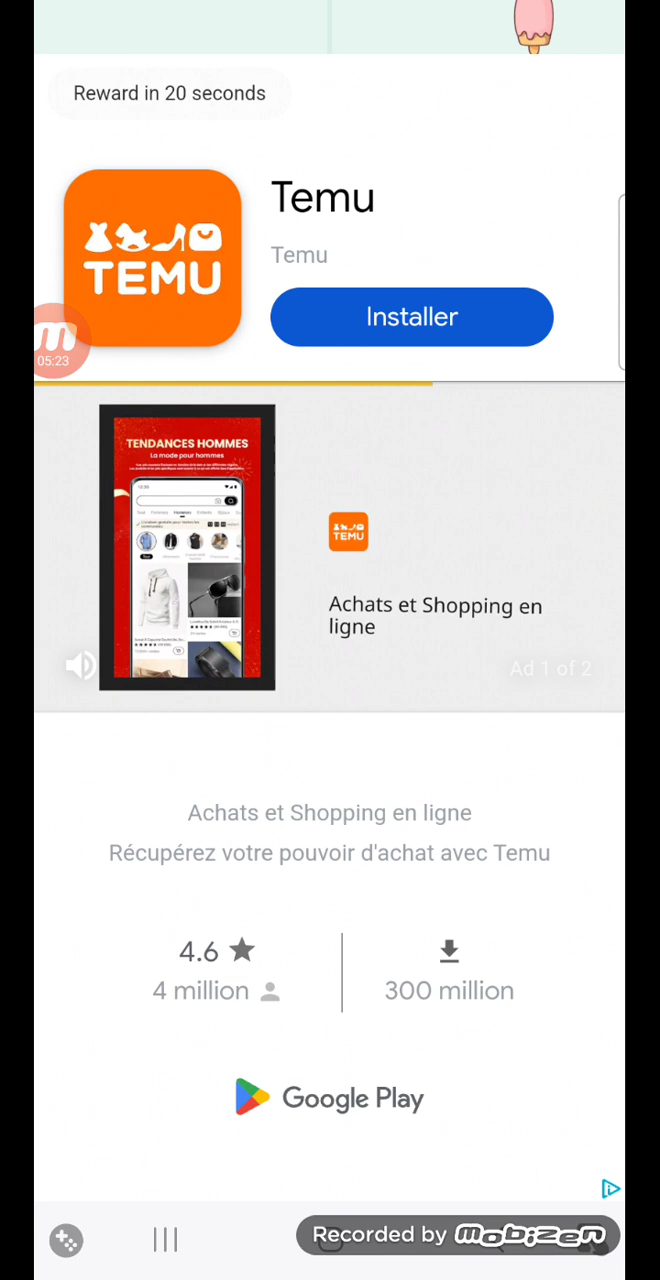 Reward in 20 seconds
Temu
TEMU
Temu
Installer
05:23
TENDANCES HOMMES
La mode pour hommes
TEMU
Achats et Shopping en
ligne
Ad 1 of 2
Achats et Shopping en ligne
Récupérez votre pouvoir d'achat avec Temu
4.6
4 million
300 million
Google Play
Recorded by mobizen